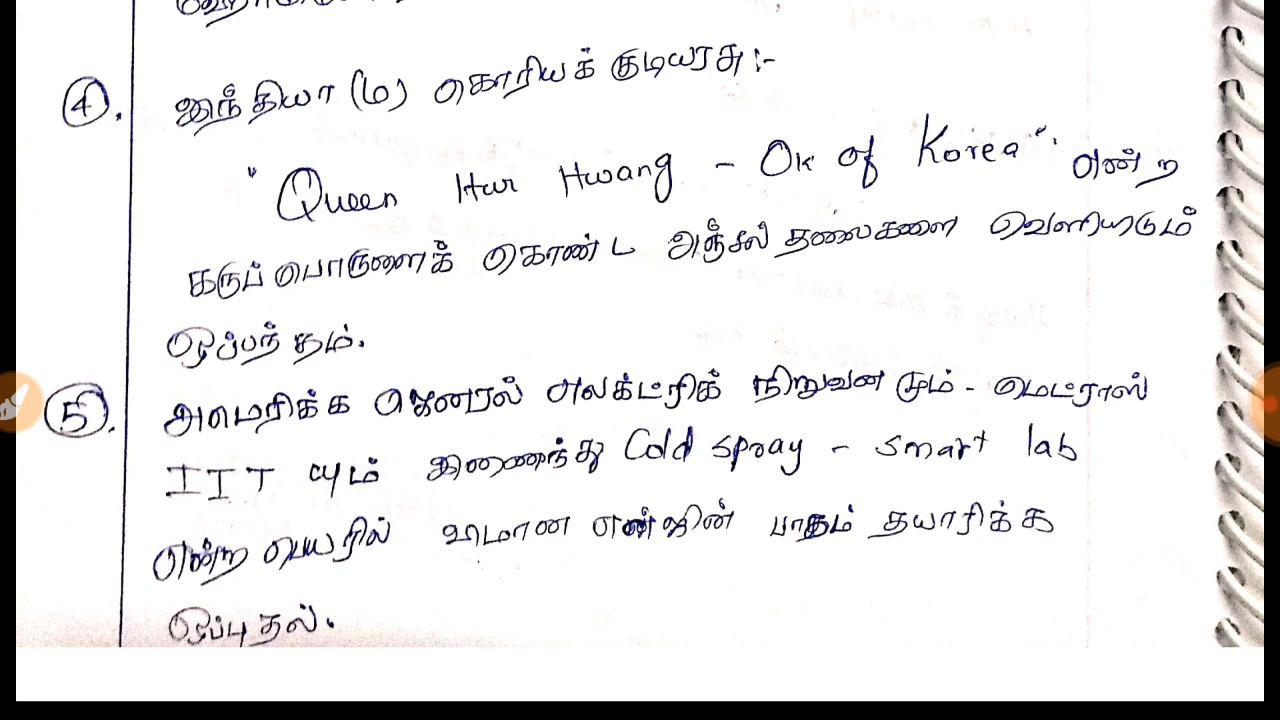 ④. இந்தியா (ம) கொரியக் குடியரசு :-
"Queen Hur Hwang - Ok of Korea" என்ற
கருப்பொருளைக் கொண்ட அஞ்சல் தலைகளை வெளியிடும்
ஒப்பந்தம்.
⑤. அமெரிக்க ஜெனரல் எலக்ட்ரிக் நிறுவனமும் - மெட்ராஸ்
IIT யும் இணைந்து Cold spray - smart lab
என்ற பெயரில் விமான என்ஜின் பாகம் தயாரிக்க
ஒப்புதல்.